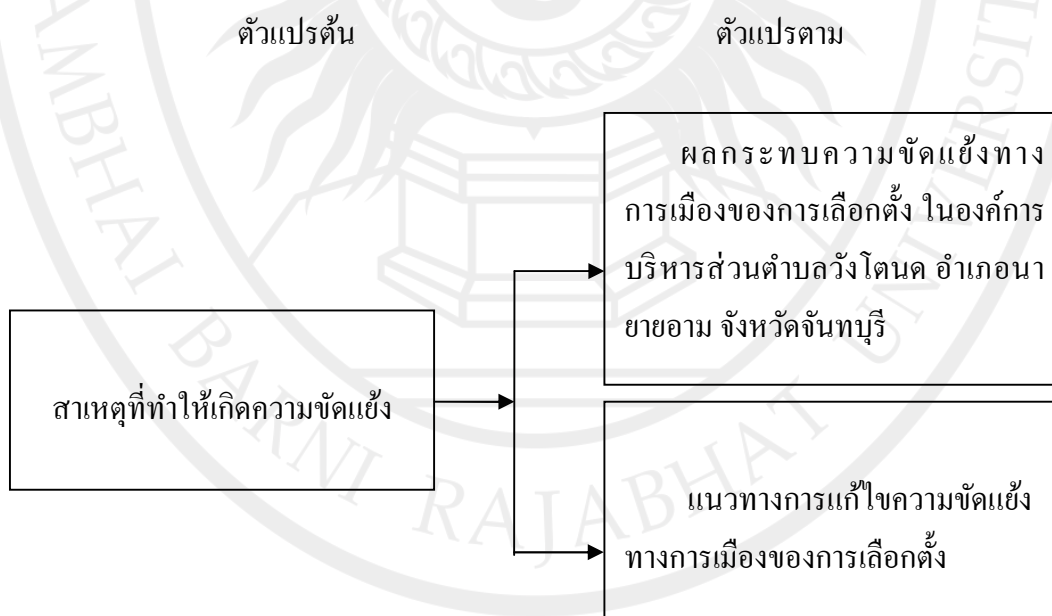 ตัวแปรต้น
ตัวแปรตาม
ผลกระทบความขัดแย้งทาง
การเมืองของการเลือกตั้ง ในองค์การ
บริหารส่วนตำบลวังโตนด อำเภอนา
ยายอาม จังหวัดจันทบุรี
สาเหตุที่ทำให้เกิดความขัดแย้ง
แนวทางการแก้ไขความขัดแย้ง
ทางการเมืองของการเลือกตั้ง
AMBHAI BARNI RAJABHAT UNIVERSIT